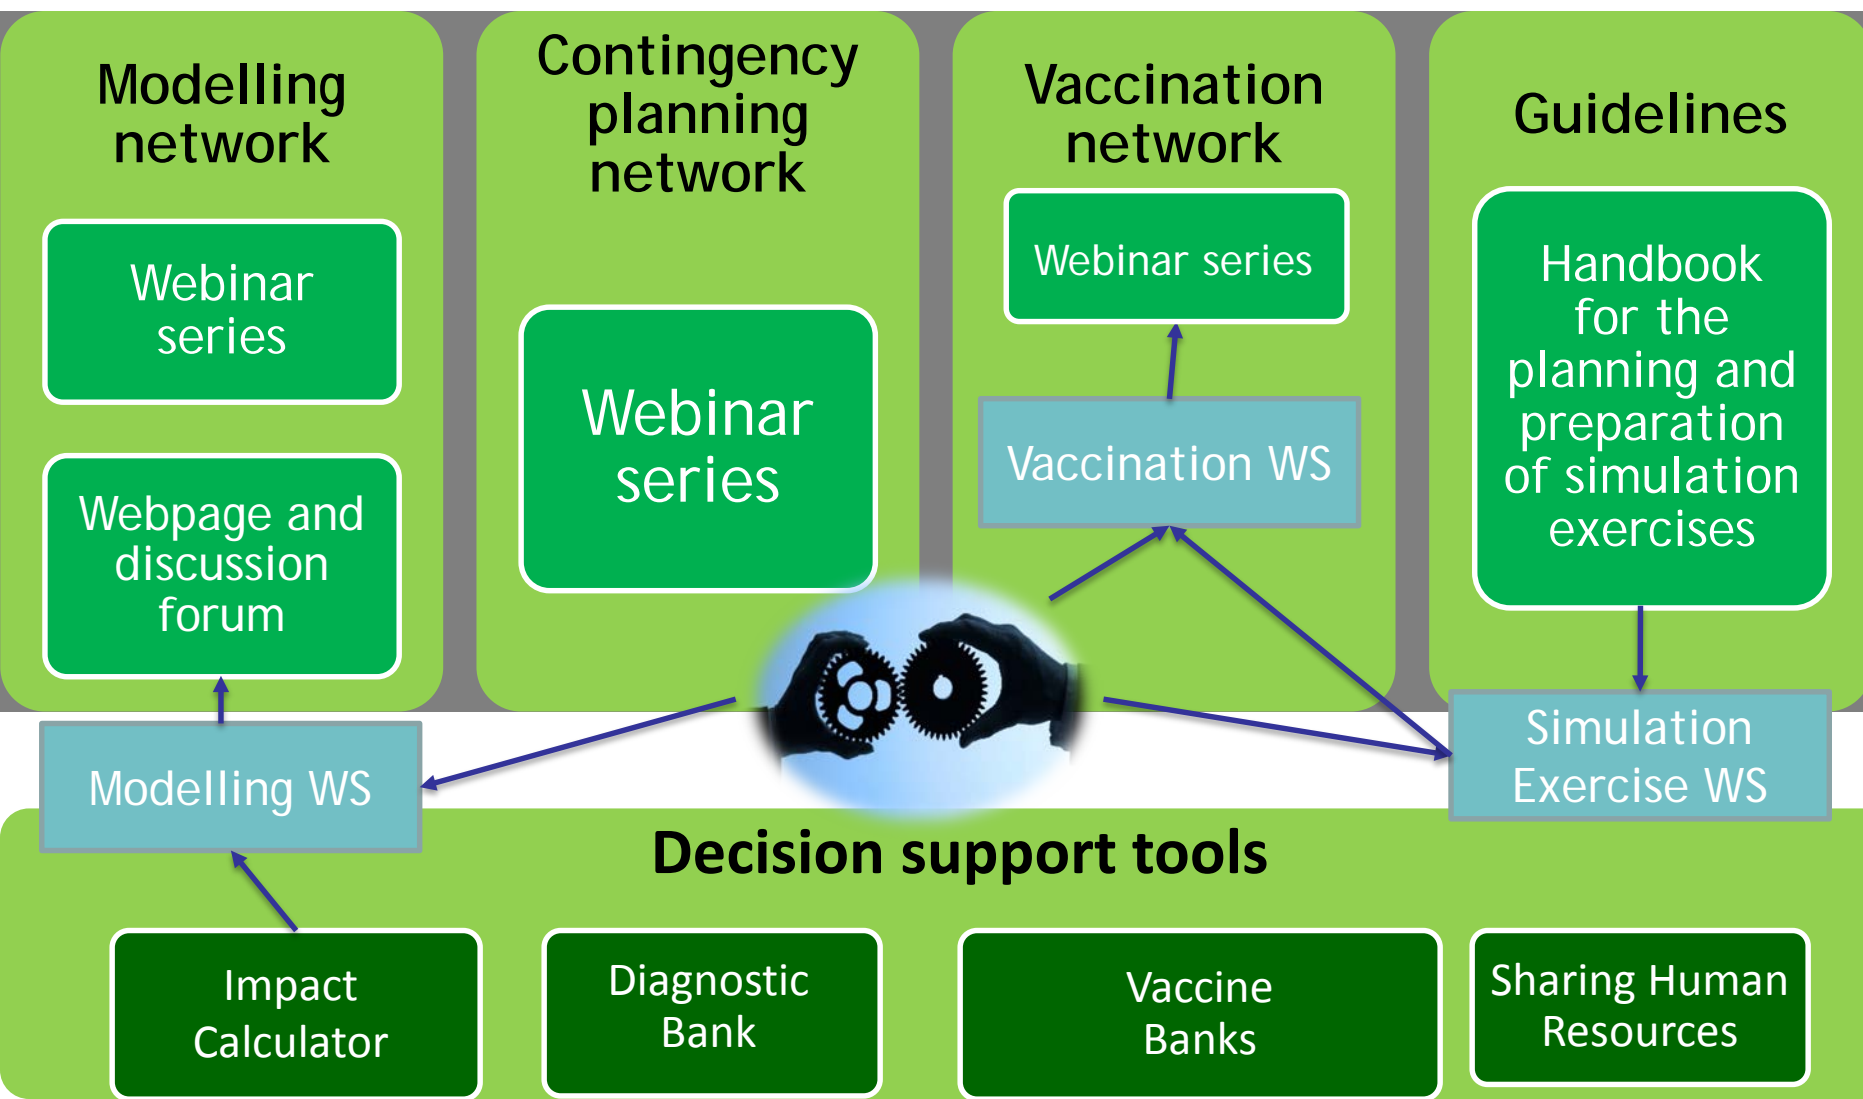 Modelling
network
Webinar
series
Webpage and
discussion
forum
Modelling WS
Contingency
planning
network
Webinar
series
Vaccination
network
Webinar series
Vaccination WS
Guidelines
Handbook
for the
planning and
preparation
of simulation
exercises
Simulation
Exercise WS
Decision support tools
Impact
Calculator
Diagnostic
Bank
Vaccine
Banks
Sharing Human
Resources